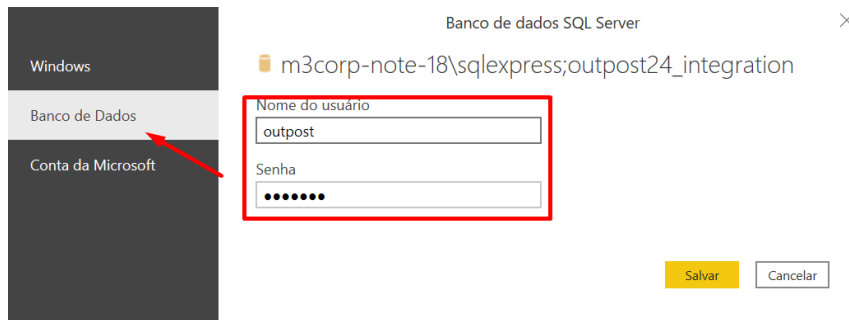 Banco de dados SQL Server
Windows
Banco de Dados
Conta da Microsoft
m3corp-note-18\sqlexpress;outpost24_integration
Nome do usuário
outpost
Senha
•••••••
Salvar
Cancelar